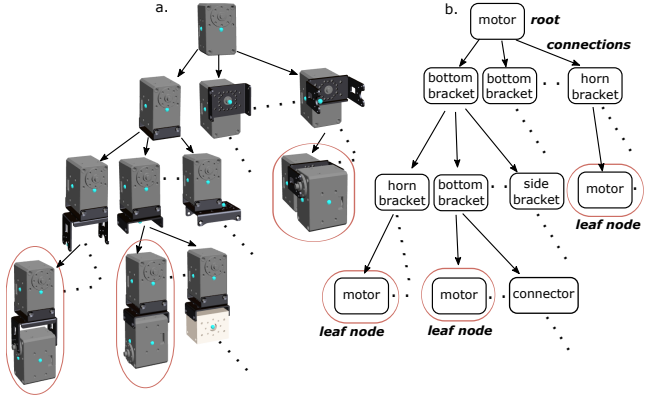 a.
b.
motor
root
connections
bottom
bracket
bottom
bracket
horn
bracket
horn
bracket
bottom
bracket
side
bracket
motor
leaf node
motor
motor
connector
leaf node
leaf node